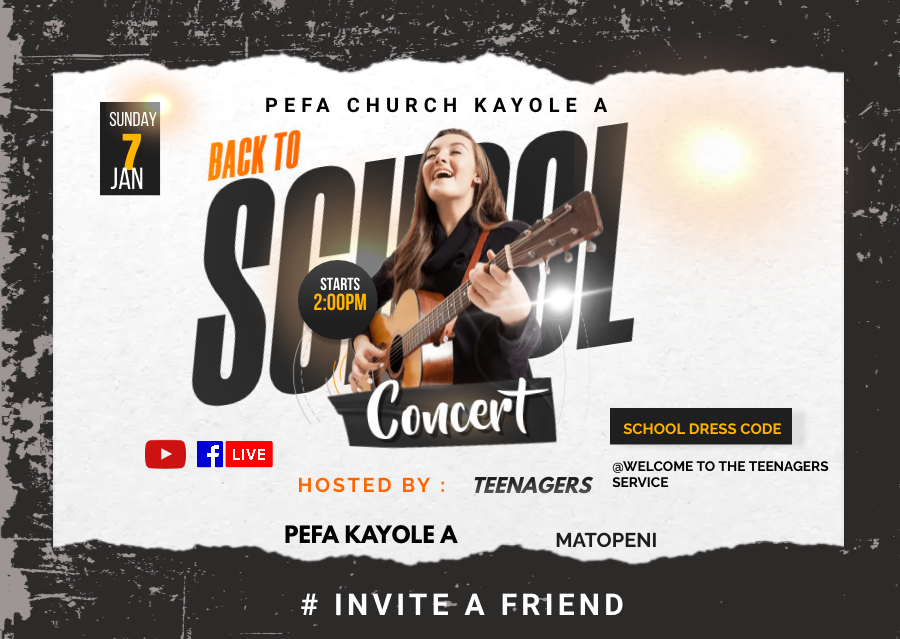 PEFA CHURCH KAYOLE A
SUNDAY
7
JAN
BACK TO
SCHOOL
STARTS
2:00PM
Concert
SCHOOL DRESS CODE
f LIVE
@WELCOME TO THE TEENAGERS
SERVICE
HOSTED BY : TEENAGERS
PEFA KAYOLE A
MATOPENI
# INVITE A FRIEND